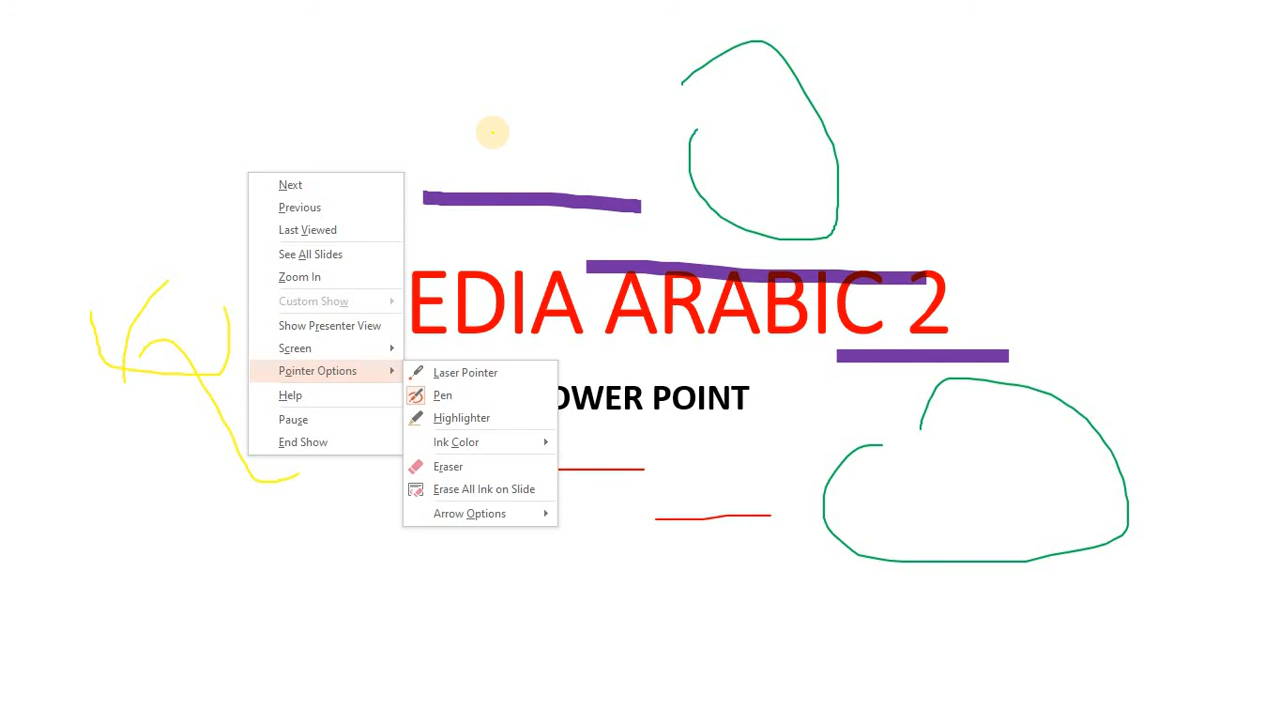 Next
Previous
Last Viewed
See All Slides
Zoom In
Custom Show
Show Presenter View
Screen
Pointer Options
Help
Pause
End Show
Laser Pointer
Pen
Highlighter
Ink Color
Eraser
Erase All Ink on Slide
Arrow Options
EDIA ARABIC 2
OWER POINT